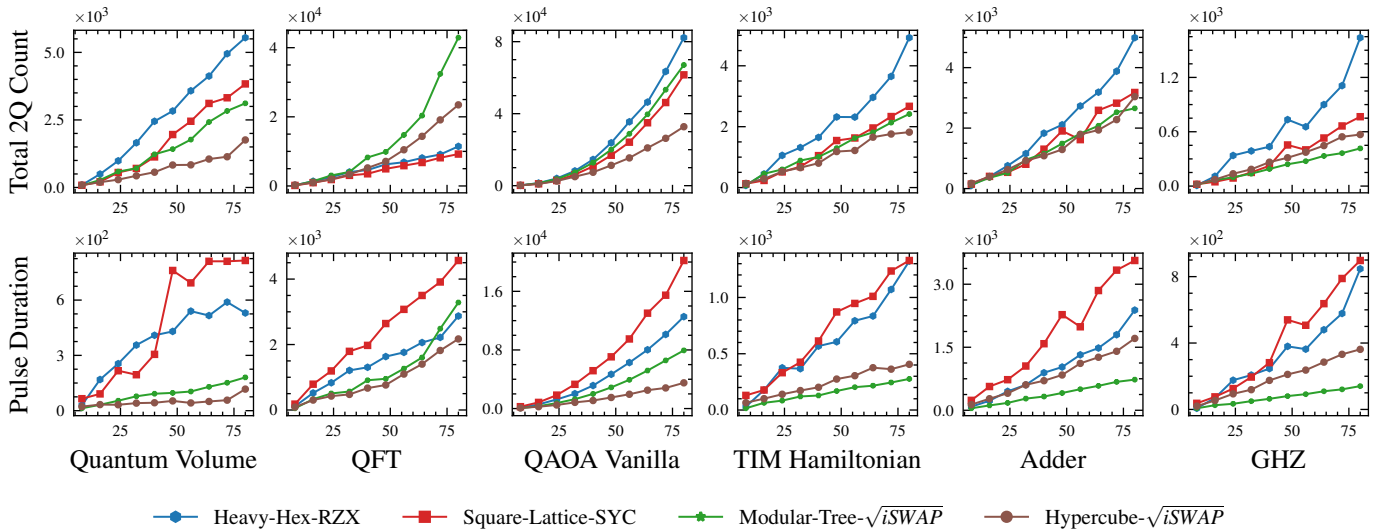 ×10³ ×10⁴ ×10⁴ ×10³ ×10³ ×10³
Total 2Q Count
5.0 2.5 0.0
4 2 0
8 6 4 2 0
4 2 0
4 2 0
1.2 0.6 0.0
25 50 75 25 50 75 25 50 75 25 50 75 25 50 75 25 50 75
×10² ×10³ ×10⁴ ×10³ ×10³ ×10²
Pulse Duration
6 3 0
4 2 0
1.6 0.8 0.0
1.0 0.5 0.0
3.0 1.5 0.0
8 4 0
25 50 75 25 50 75 25 50 75 25 50 75 25 50 75 25 50 75
Quantum Volume QFT QAOA Vanilla TIM Hamiltonian Adder GHZ
Heavy-Hex-RZX Square-Lattice-SYC Modular-Tree-√iSWAP Hypercube-√iSWAP